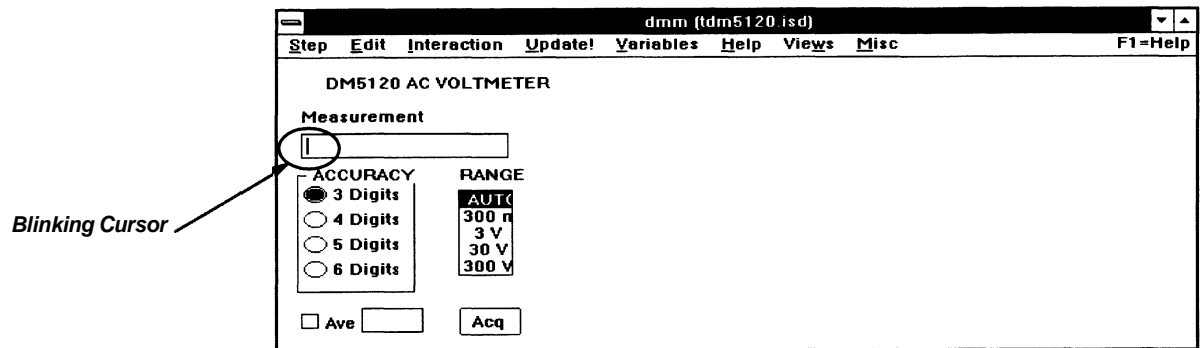 dmm (tdm5120.isd)
Step Edit Interaction Update! Variables Help Views Misc F1=Help
DM5120 AC VOLTMETER
Measurement
ACCURACY RANGE
3 Digits AUTO
4 Digits 300 m
5 Digits 3 V
6 Digits 30 V
300 V
Ave Acq
Blinking Cursor